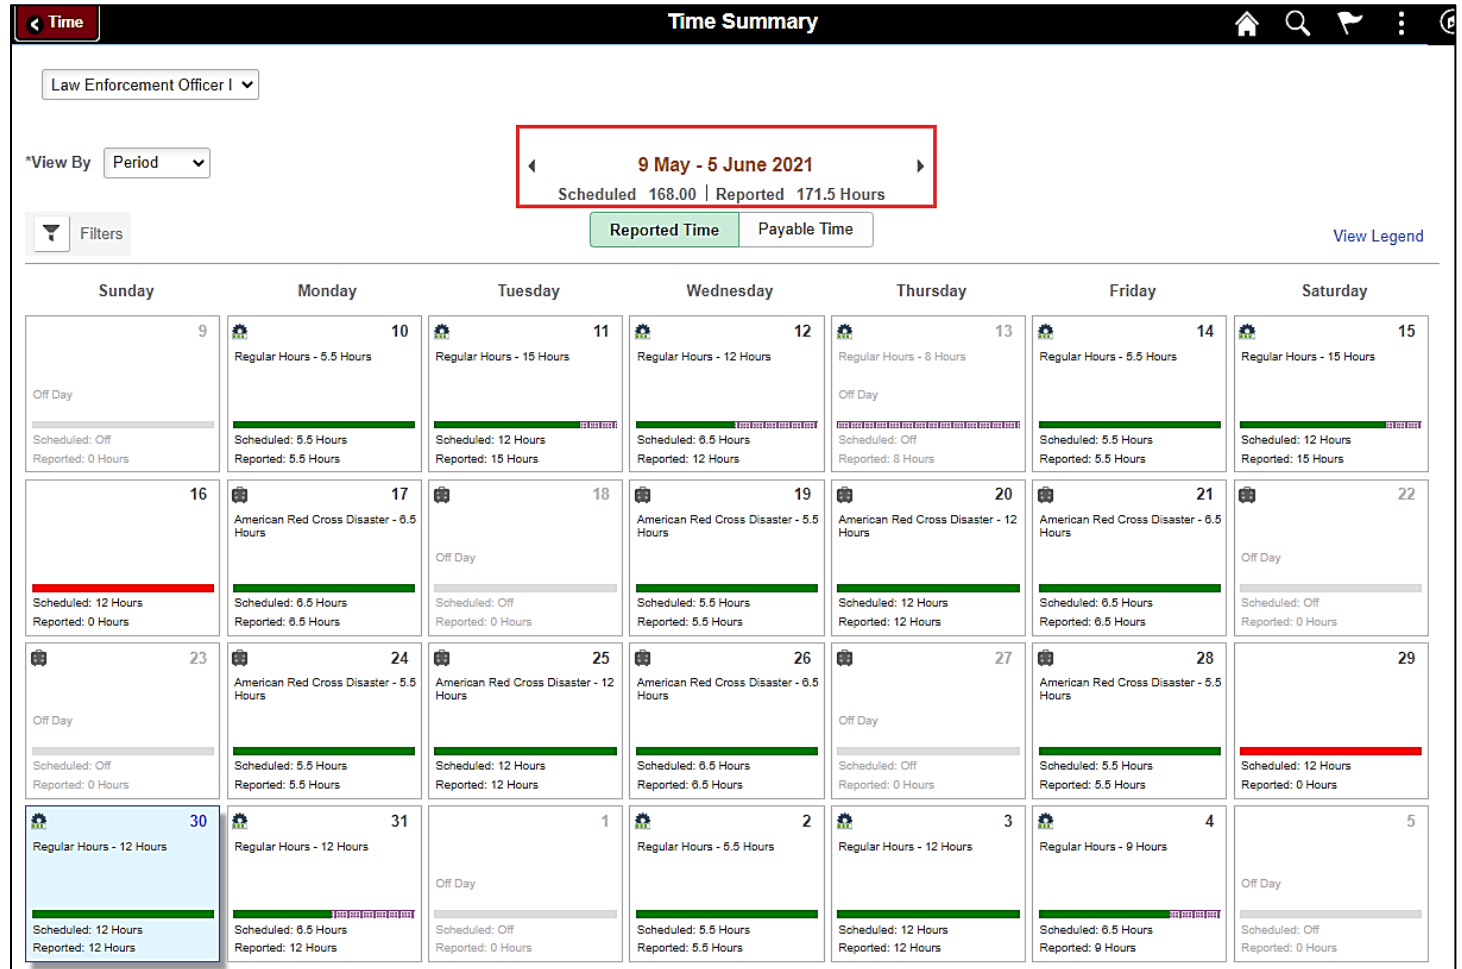 Time
Time Summary
Law Enforcement Officer I
*View By Period
9 May - 5 June 2021
Scheduled 168.00 | Reported 171.5 Hours
Filters
Reported Time Payable Time
View Legend
Sunday Monday Tuesday Wednesday Thursday Friday Saturday
9
Off Day
Scheduled: Off
Reported: 0 Hours
10
Regular Hours - 5.5 Hours
Scheduled: 5.5 Hours
Reported: 5.5 Hours
11
Regular Hours - 15 Hours
Scheduled: 12 Hours
Reported: 15 Hours
12
Regular Hours - 12 Hours
Scheduled: 6.5 Hours
Reported: 12 Hours
13
Regular Hours - 8 Hours
Off Day
Scheduled: Off
Reported: 8 Hours
14
Regular Hours - 5.5 Hours
Scheduled: 5.5 Hours
Reported: 5.5 Hours
15
Regular Hours - 15 Hours
Scheduled: 12 Hours
Reported: 15 Hours
16
Scheduled: 12 Hours
Reported: 0 Hours
17
American Red Cross Disaster - 6.5
Hours
Scheduled: 6.5 Hours
Reported: 6.5 Hours
18
Off Day
Scheduled: Off
Reported: 0 Hours
19
American Red Cross Disaster - 5.5
Hours
Scheduled: 5.5 Hours
Reported: 5.5 Hours
20
American Red Cross Disaster - 12
Hours
Scheduled: 12 Hours
Reported: 12 Hours
21
American Red Cross Disaster - 6.5
Hours
Scheduled: 6.5 Hours
Reported: 6.5 Hours
22
Off Day
Scheduled: Off
Reported: 0 Hours
23
Off Day
Scheduled: Off
Reported: 0 Hours
24
American Red Cross Disaster - 5.5
Hours
Scheduled: 5.5 Hours
Reported: 5.5 Hours
25
American Red Cross Disaster - 12
Hours
Scheduled: 12 Hours
Reported: 12 Hours
26
American Red Cross Disaster - 6.5
Hours
Scheduled: 6.5 Hours
Reported: 6.5 Hours
27
Off Day
Scheduled: Off
Reported: 0 Hours
28
American Red Cross Disaster - 5.5
Hours
Scheduled: 5.5 Hours
Reported: 5.5 Hours
29
Scheduled: 12 Hours
Reported: 0 Hours
30
Regular Hours - 12 Hours
Scheduled: 12 Hours
Reported: 12 Hours
31
Regular Hours - 12 Hours
Scheduled: 6.5 Hours
Reported: 12 Hours
1
Off Day
Scheduled: Off
Reported: 0 Hours
2
Regular Hours - 5.5 Hours
Scheduled: 5.5 Hours
Reported: 5.5 Hours
3
Regular Hours - 12 Hours
Scheduled: 12 Hours
Reported: 12 Hours
4
Regular Hours - 9 Hours
Scheduled: 6.5 Hours
Reported: 9 Hours
5
Off Day
Scheduled: Off
Reported: 0 Hours